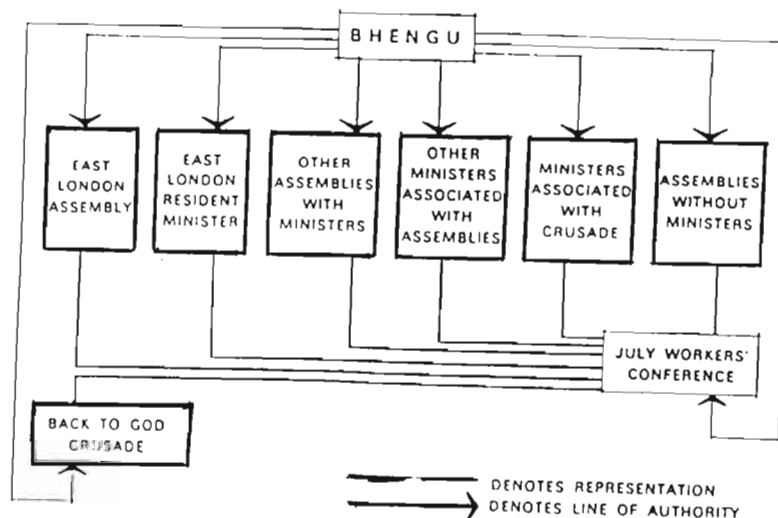 BHENGU
EAST
LONDON
ASSEMBLY
EAST
LONDON
RESIDENT
MINISTER
OTHER
ASSEMBLIES
WITH
MINISTERS
OTHER
MINISTERS
ASSOCIATED
WITH
ASSEMBLIES
MINISTERS
ASSOCIATED
WITH
CRUSADE
ASSEMBLIES
WITHOUT
MINISTERS
JULY WORKERS'
CONFERENCE
BACK TO GOD
CRUSADE
DENOTES REPRESENTATION
DENOTES LINE OF AUTHORITY